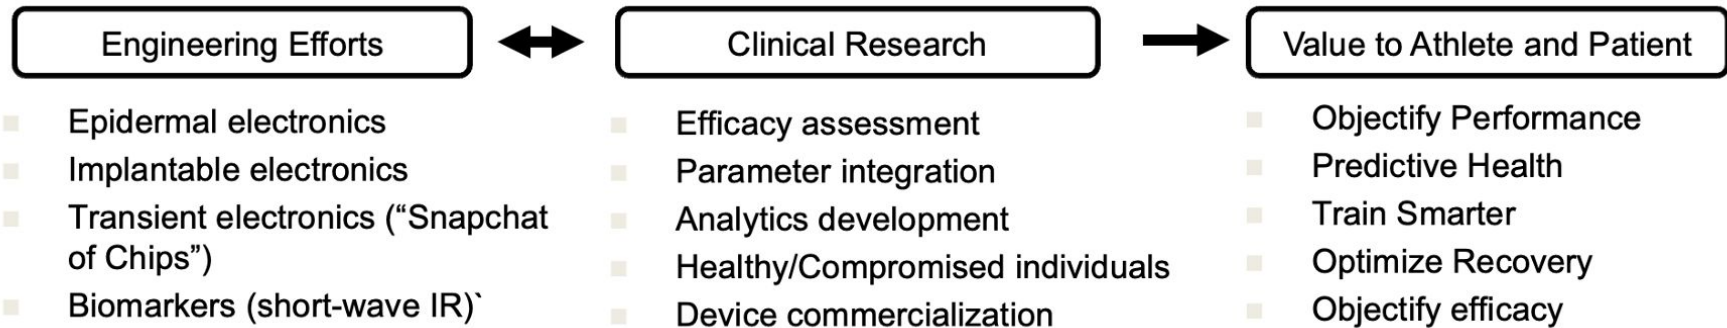 Engineering Efforts
Epidermal electronics
Implantable electronics
Transient electronics (“Snapchat
of Chips”)
Biomarkers (short-wave IR)`
Clinical Research
Efficacy assessment
Parameter integration
Analytics development
Healthy/Compromised individuals
Device commercialization
Value to Athlete and Patient
Objectify Performance
Predictive Health
Train Smarter
Optimize Recovery
Objectify efficacy